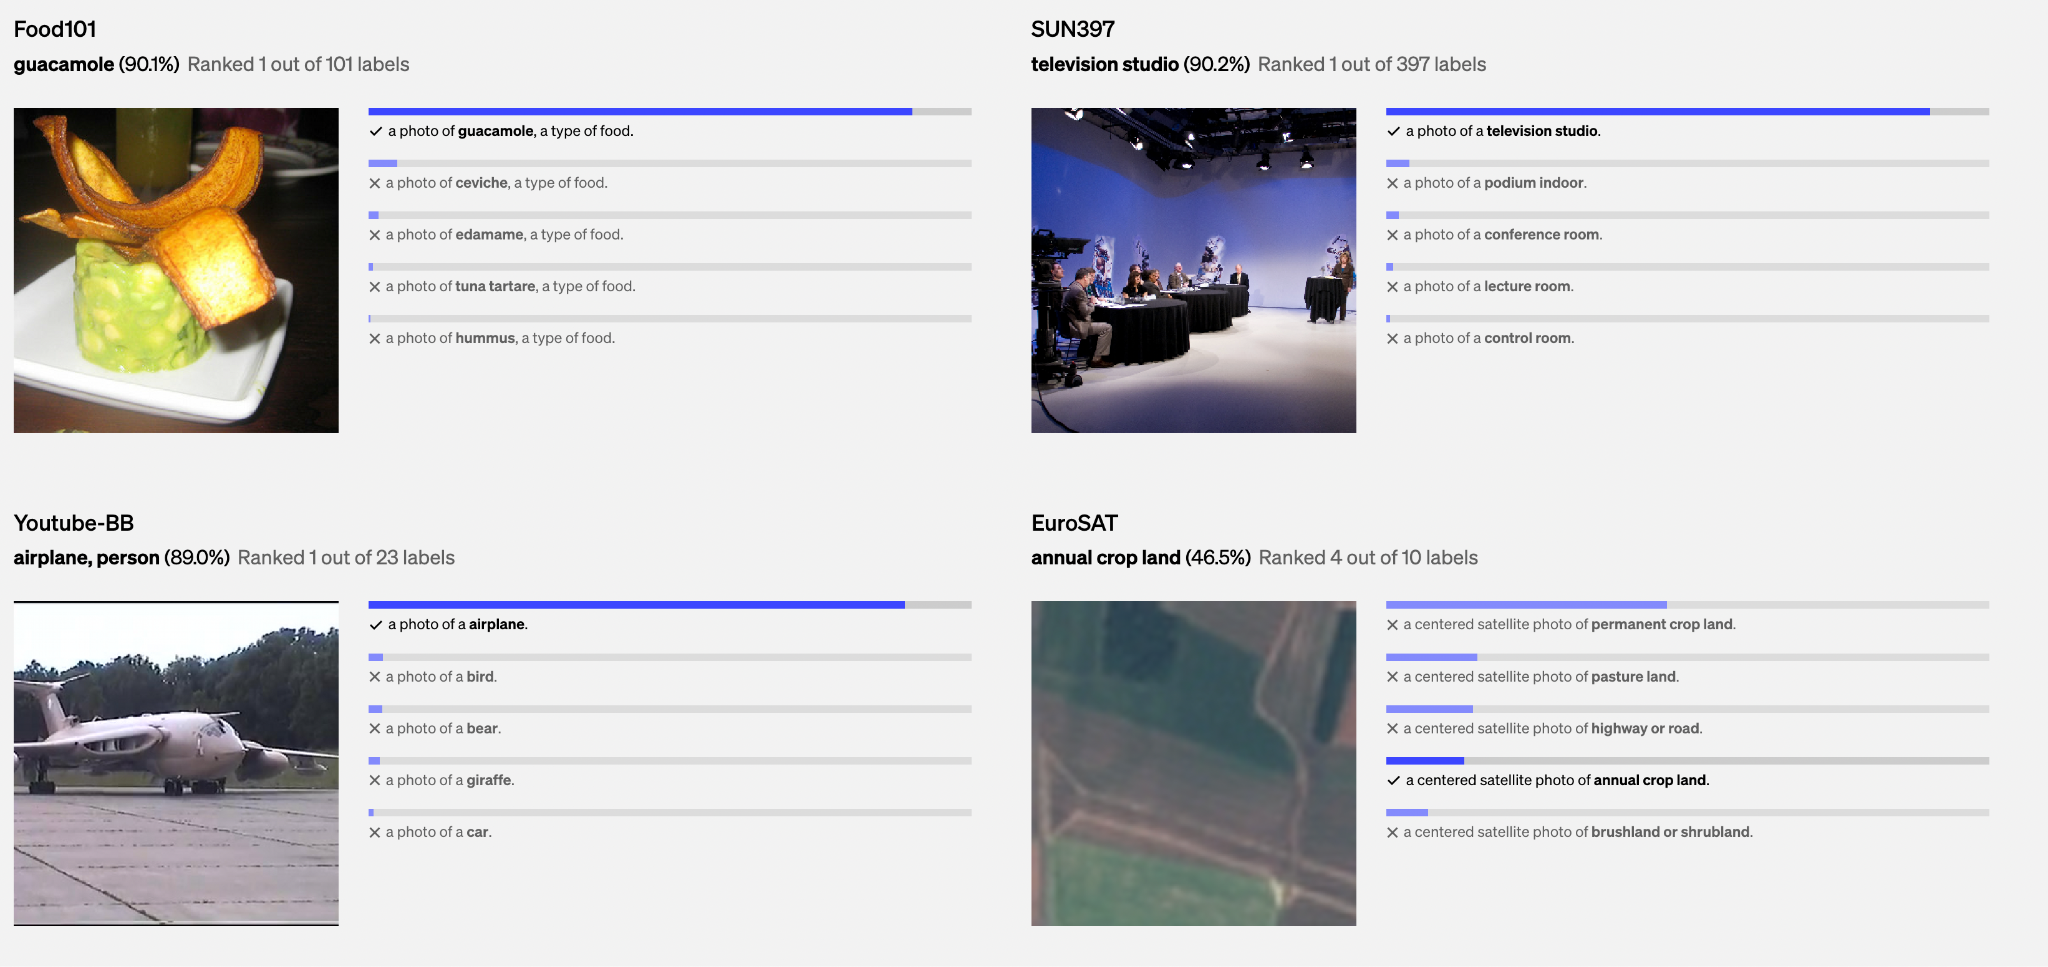 Food101
guacamole (90.1%) Ranked 1 out of 101 labels
a photo of guacamole, a type of food.
a photo of ceviche, a type of food.
a photo of edamame, a type of food.
a photo of tuna tartare, a type of food.
a photo of hummus, a type of food.
SUN397
television studio (90.2%) Ranked 1 out of 397 labels
a photo of a television studio.
a photo of a podium indoor.
a photo of a conference room.
a photo of a lecture room.
a photo of a control room.
Youtube-BB
airplane, person (89.0%) Ranked 1 out of 23 labels
a photo of a airplane.
a photo of a bird.
a photo of a bear.
a photo of a giraffe.
a photo of a car.
EuroSAT
annual crop land (46.5%) Ranked 4 out of 10 labels
a centered satellite photo of permanent crop land.
a centered satellite photo of pasture land.
a centered satellite photo of highway or road.
a centered satellite photo of annual crop land.
a centered satellite photo of brushland or shrubland.